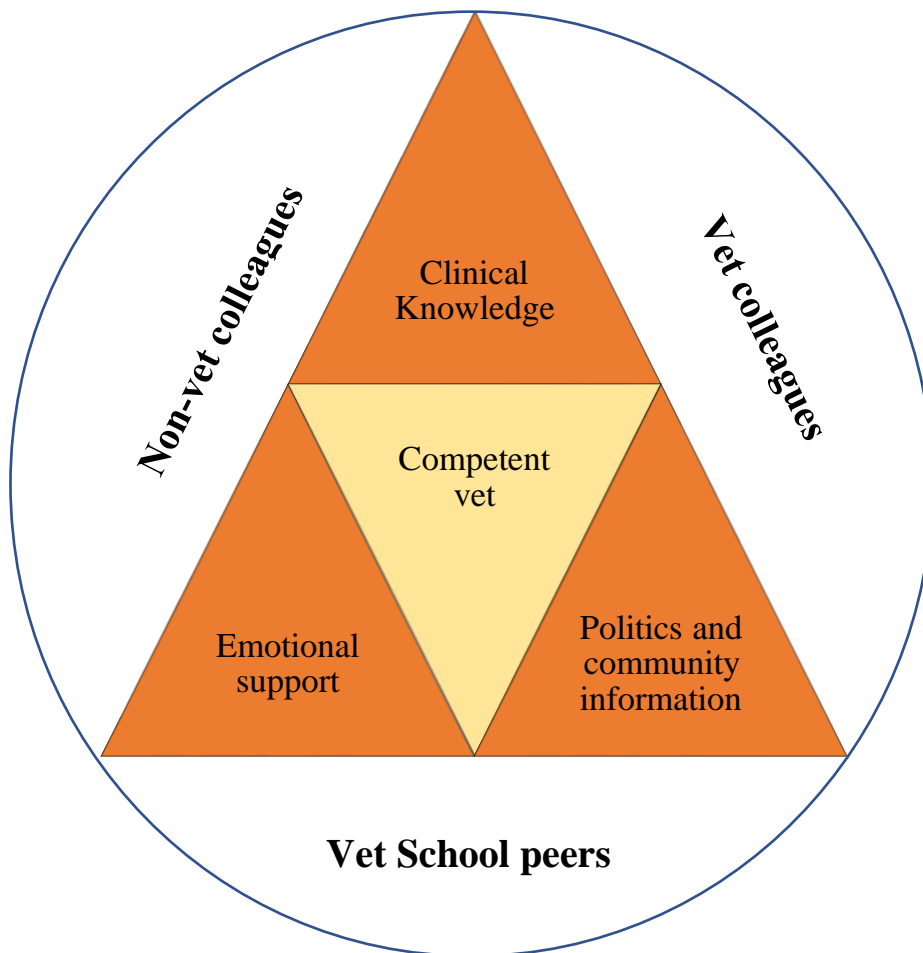 Non-vet colleagues
Vet colleagues
Clinical
Knowledge
Competent
vet
Emotional
support
Politics and
community
information
Vet School peers